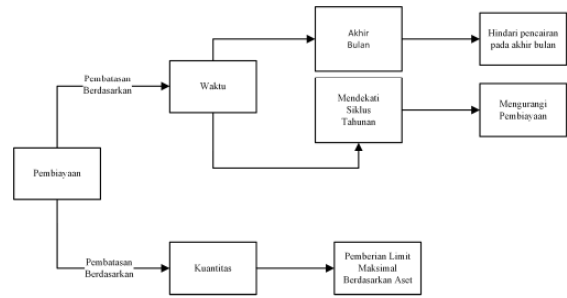 Pembiayaan
Pembatasan
Berdasarkan
Waktu
Akhir
Bulan
Hindari pencairan
pada akhir bulan
Mendekati
Siklus
Tahunan
Mengurangi
Pembiayaan
Pembatasan
Berdasarkan
Kuantitas
Pemberian Limit
Maksimal
Berdasarkan Aset